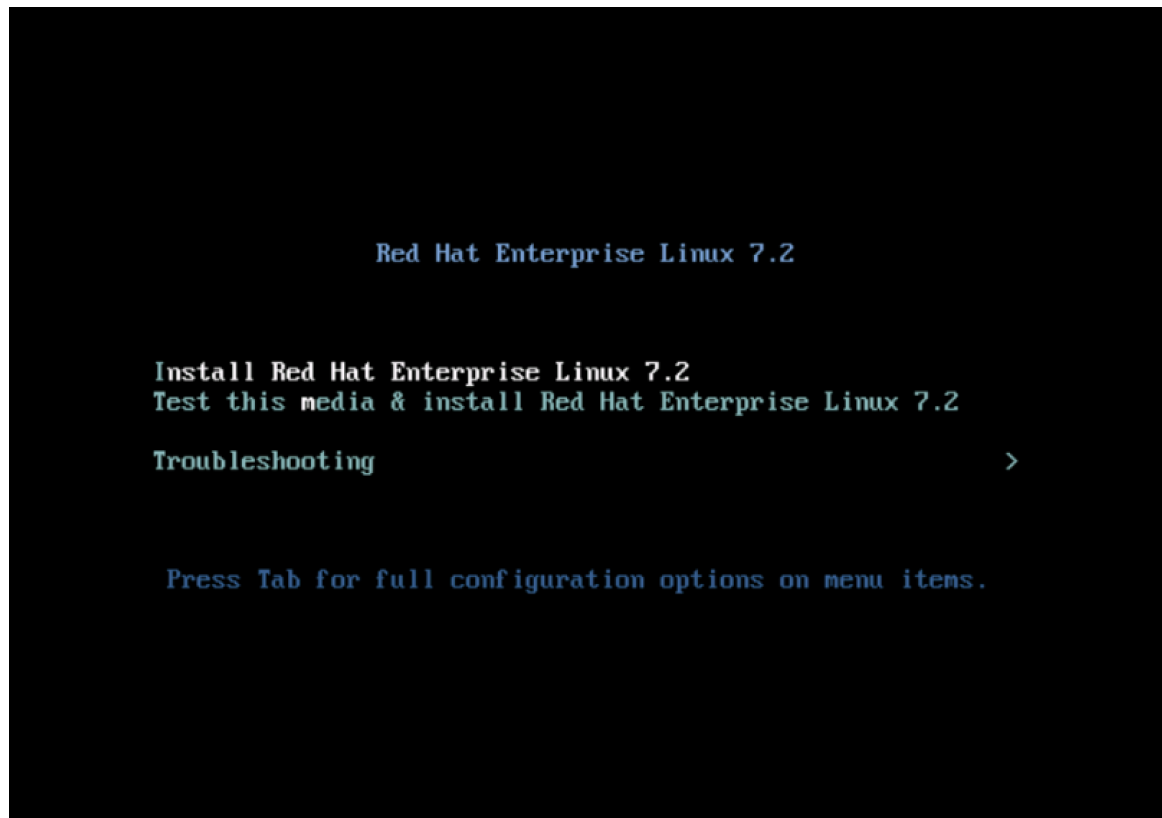 Red Hat Enterprise Linux 7.2
Install Red Hat Enterprise Linux 7.2
Test this media & install Red Hat Enterprise Linux 7.2
Troubleshooting >
Press Tab for full configuration options on menu items.